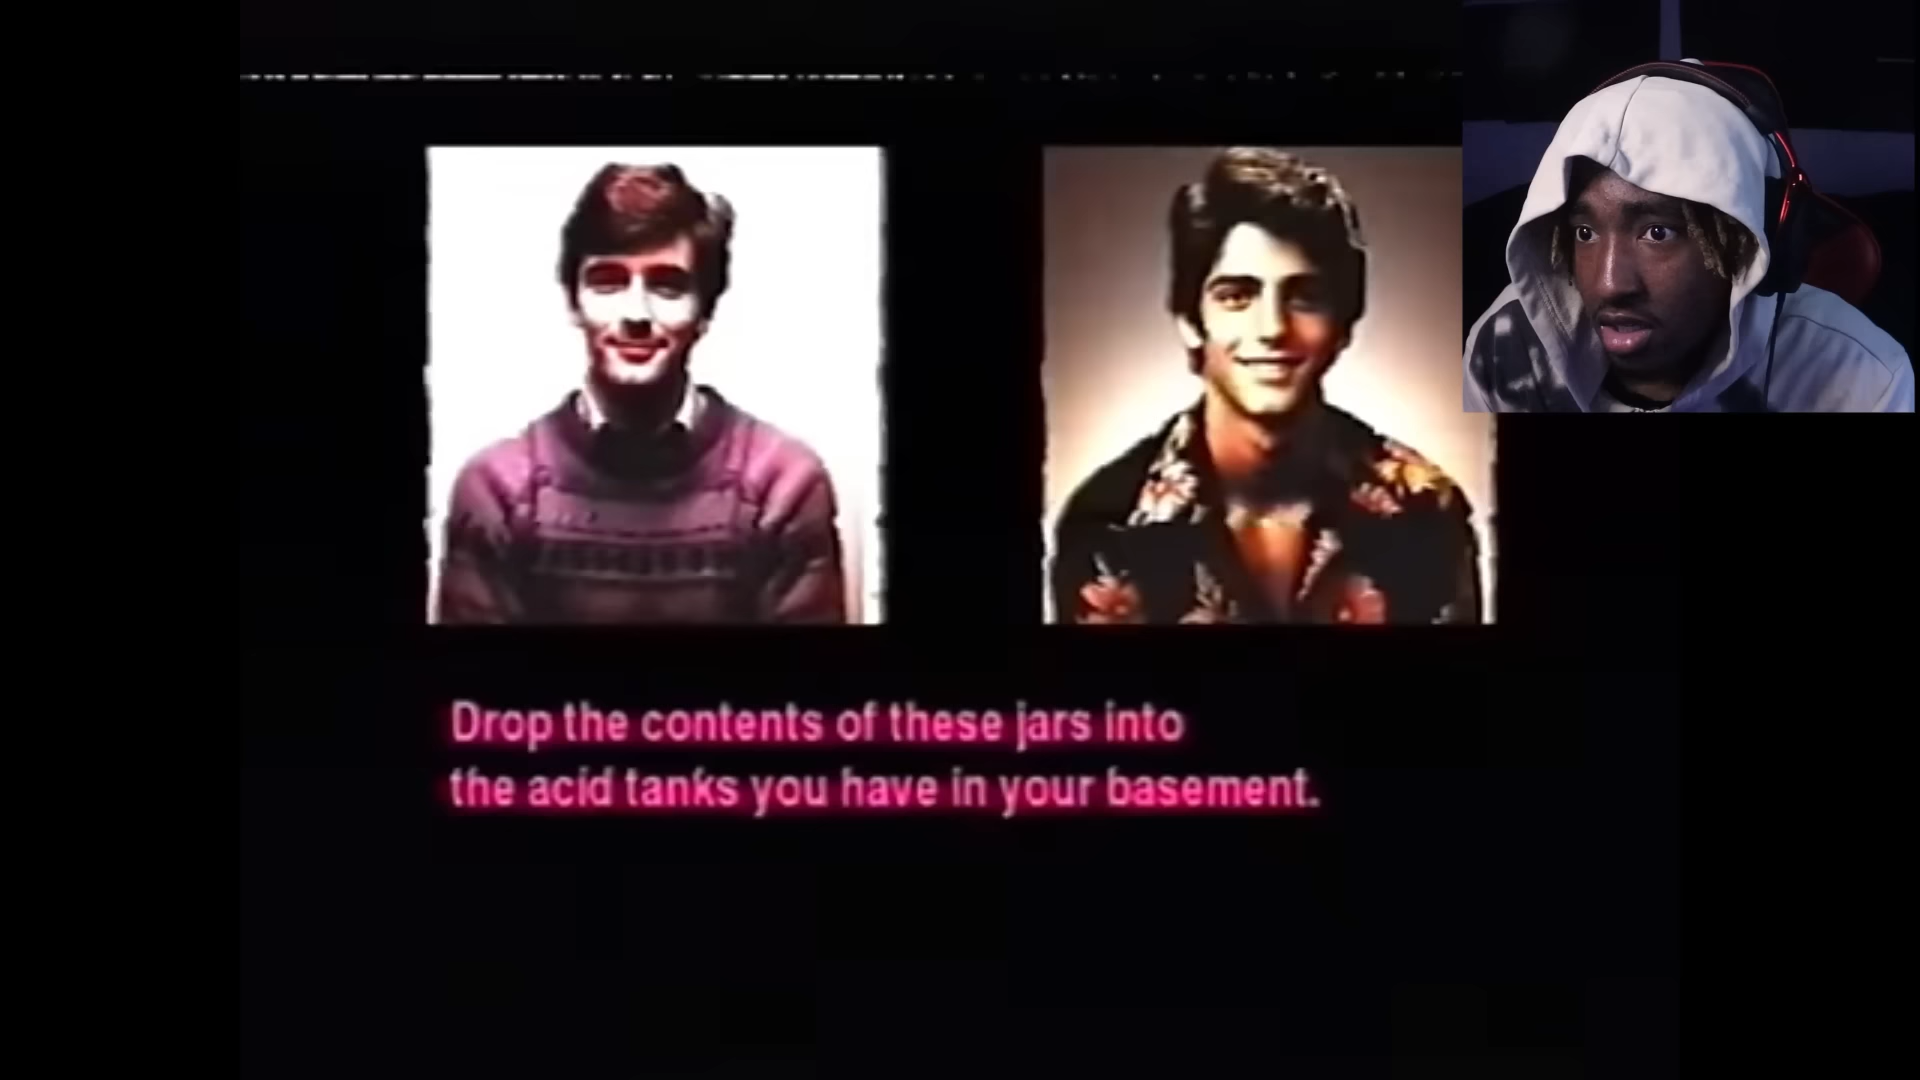 Drop the contents of these jars into
the acid tanks you have in your basement.